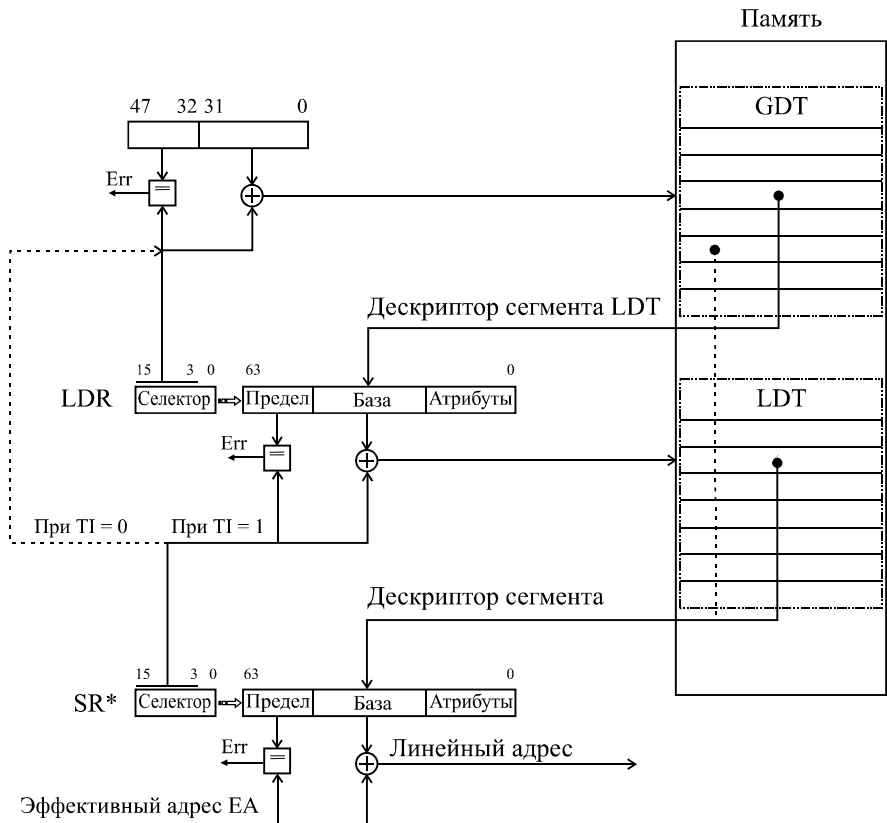 Память
47 32 31 0
GDT
Err
=
+
Дескриптор сегмента LDT
15 3 0 63 0
LDR Селектор Предел База Атрибуты
LDT
Err
=
+
При TI = 0 При TI = 1
Дескриптор сегмента
15 3 0 63 0
SR* Селектор Предел База Атрибуты
Err
=
+
Линейный адрес
Эффективный адрес EA